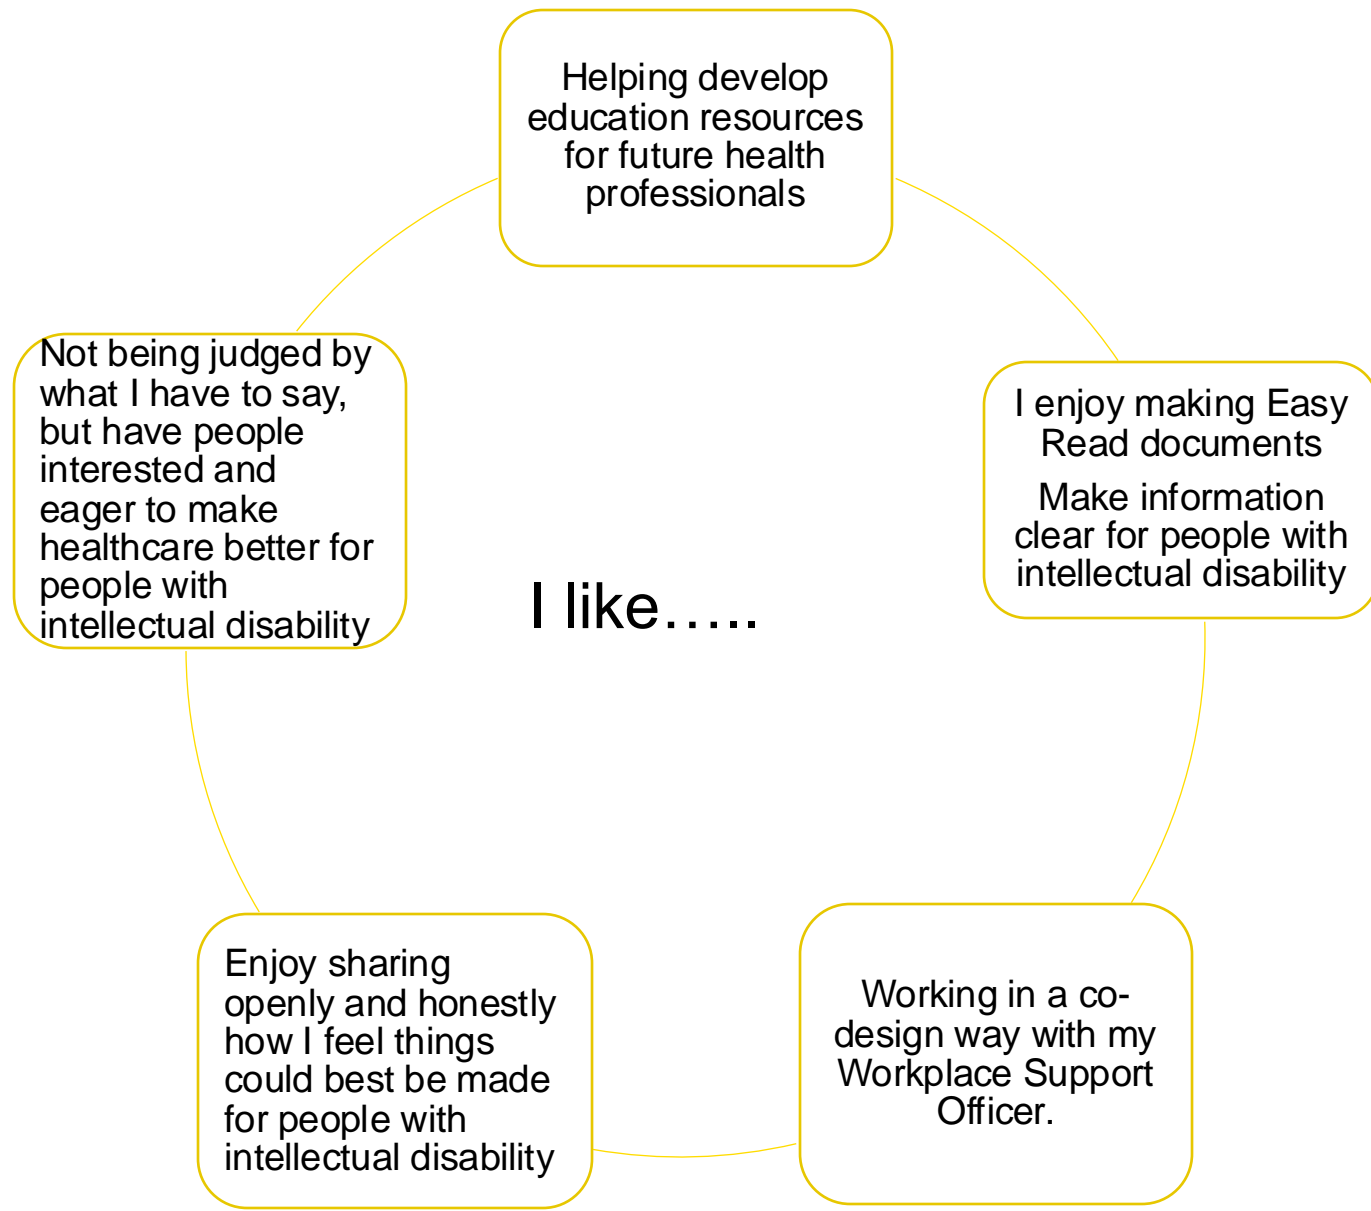 Helping develop
education resources
for future health
professionals
I enjoy making Easy
Read documents
Make information
clear for people with
intellectual disability
Working in a co-
design way with my
Workplace Support
Officer.
Enjoy sharing
openly and honestly
how I feel things
could best be made
for people with
intellectual disability
Not being judged by
what I have to say,
but have people
interested and
eager to make
healthcare better for
people with
intellectual disability
I like…..